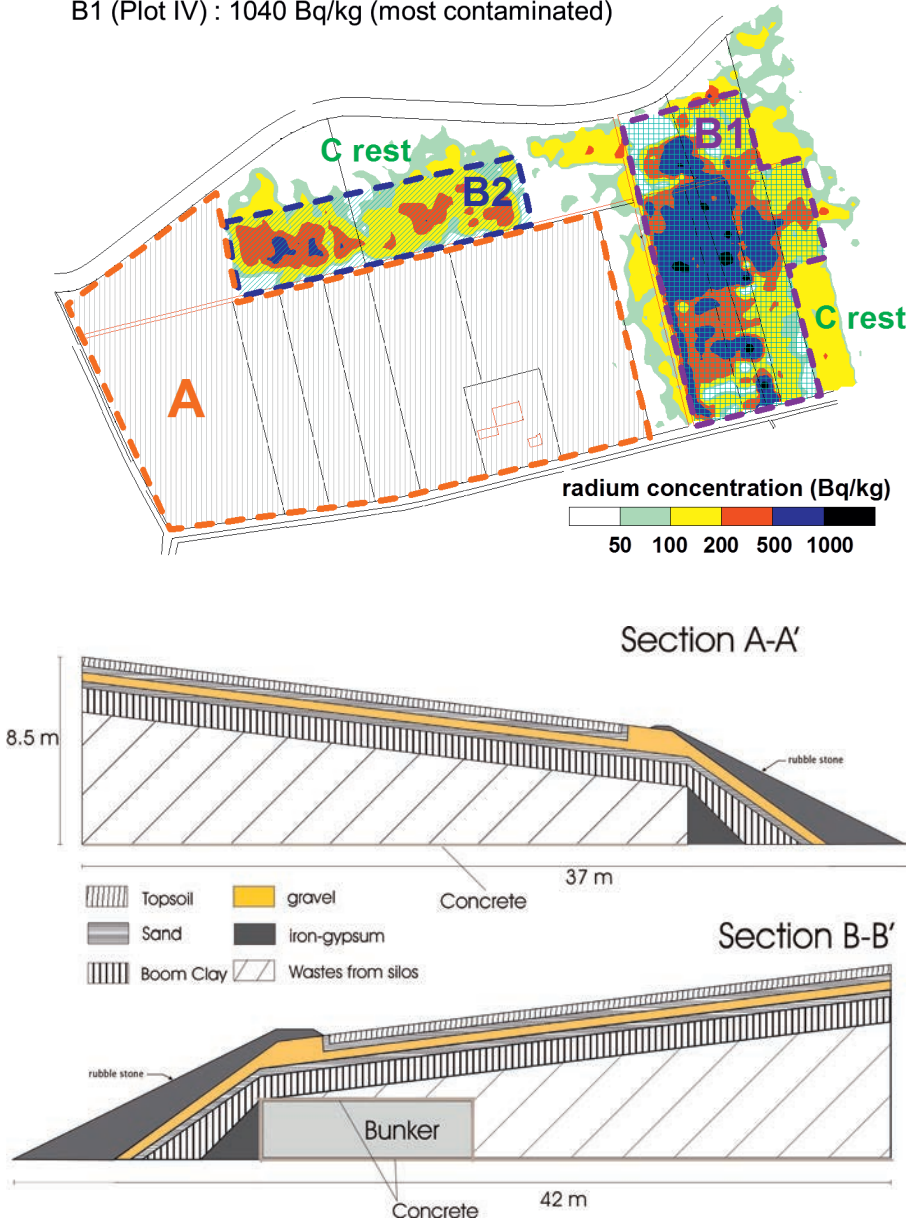 B1 (Plot IV) : 1040 Bq/kg (most contaminated)
B1
C rest
B2
C rest
A
radium concentration (Bq/kg)
50 100 200 500 1000
Section A-A'
8.5 m
rubble stone
37 m
Concrete
Topsoil
gravel
Sand
iron-gypsum
Boom Clay
Wastes from silos
Section B-B'
rubble stone
Bunker
42 m
Concrete